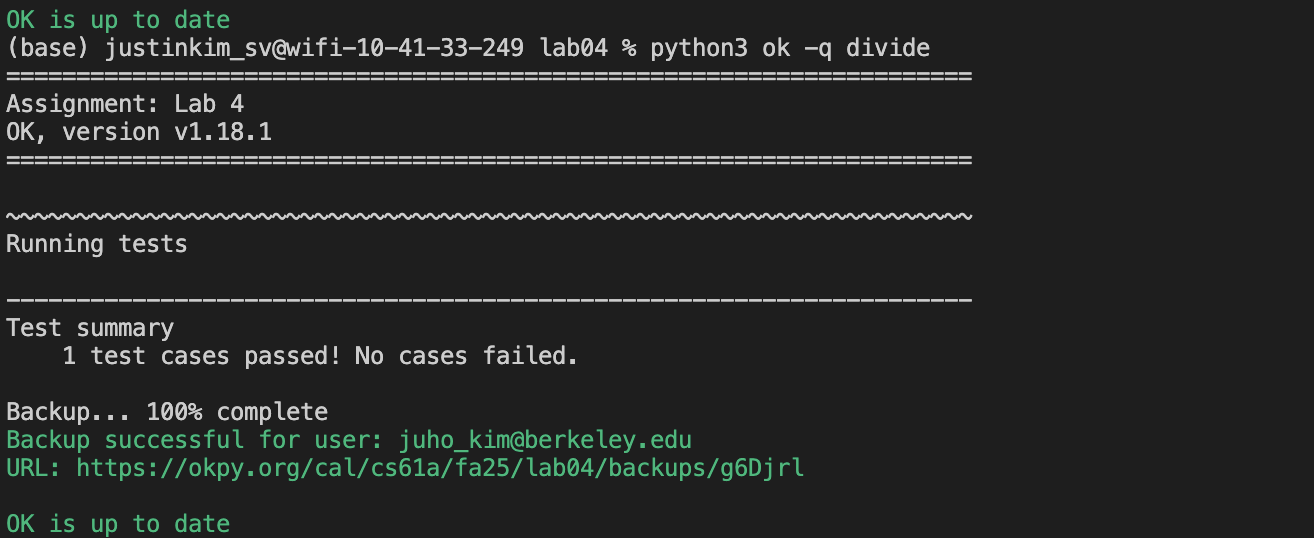 OK is up to date
(base) justinkim_sv@wifi-10-41-33-249 lab04 % python3 ok -q divide
=====================================================================
Assignment: Lab 4
OK, version v1.18.1
=====================================================================
~~~~~~~~~~~~~~~~~~~~~~~~~~~~~~~~~~~~~~~~~~~~~~~~~~~~~~~~~~~~~~~~~~~~~
Running tests
---------------------------------------------------------------------
Test summary
    1 test cases passed! No cases failed.
Backup... 100% complete
Backup successful for user: juho_kim@berkeley.edu
URL: https://okpy.org/cal/cs61a/fa25/lab04/backups/g6Djrl
OK is up to date